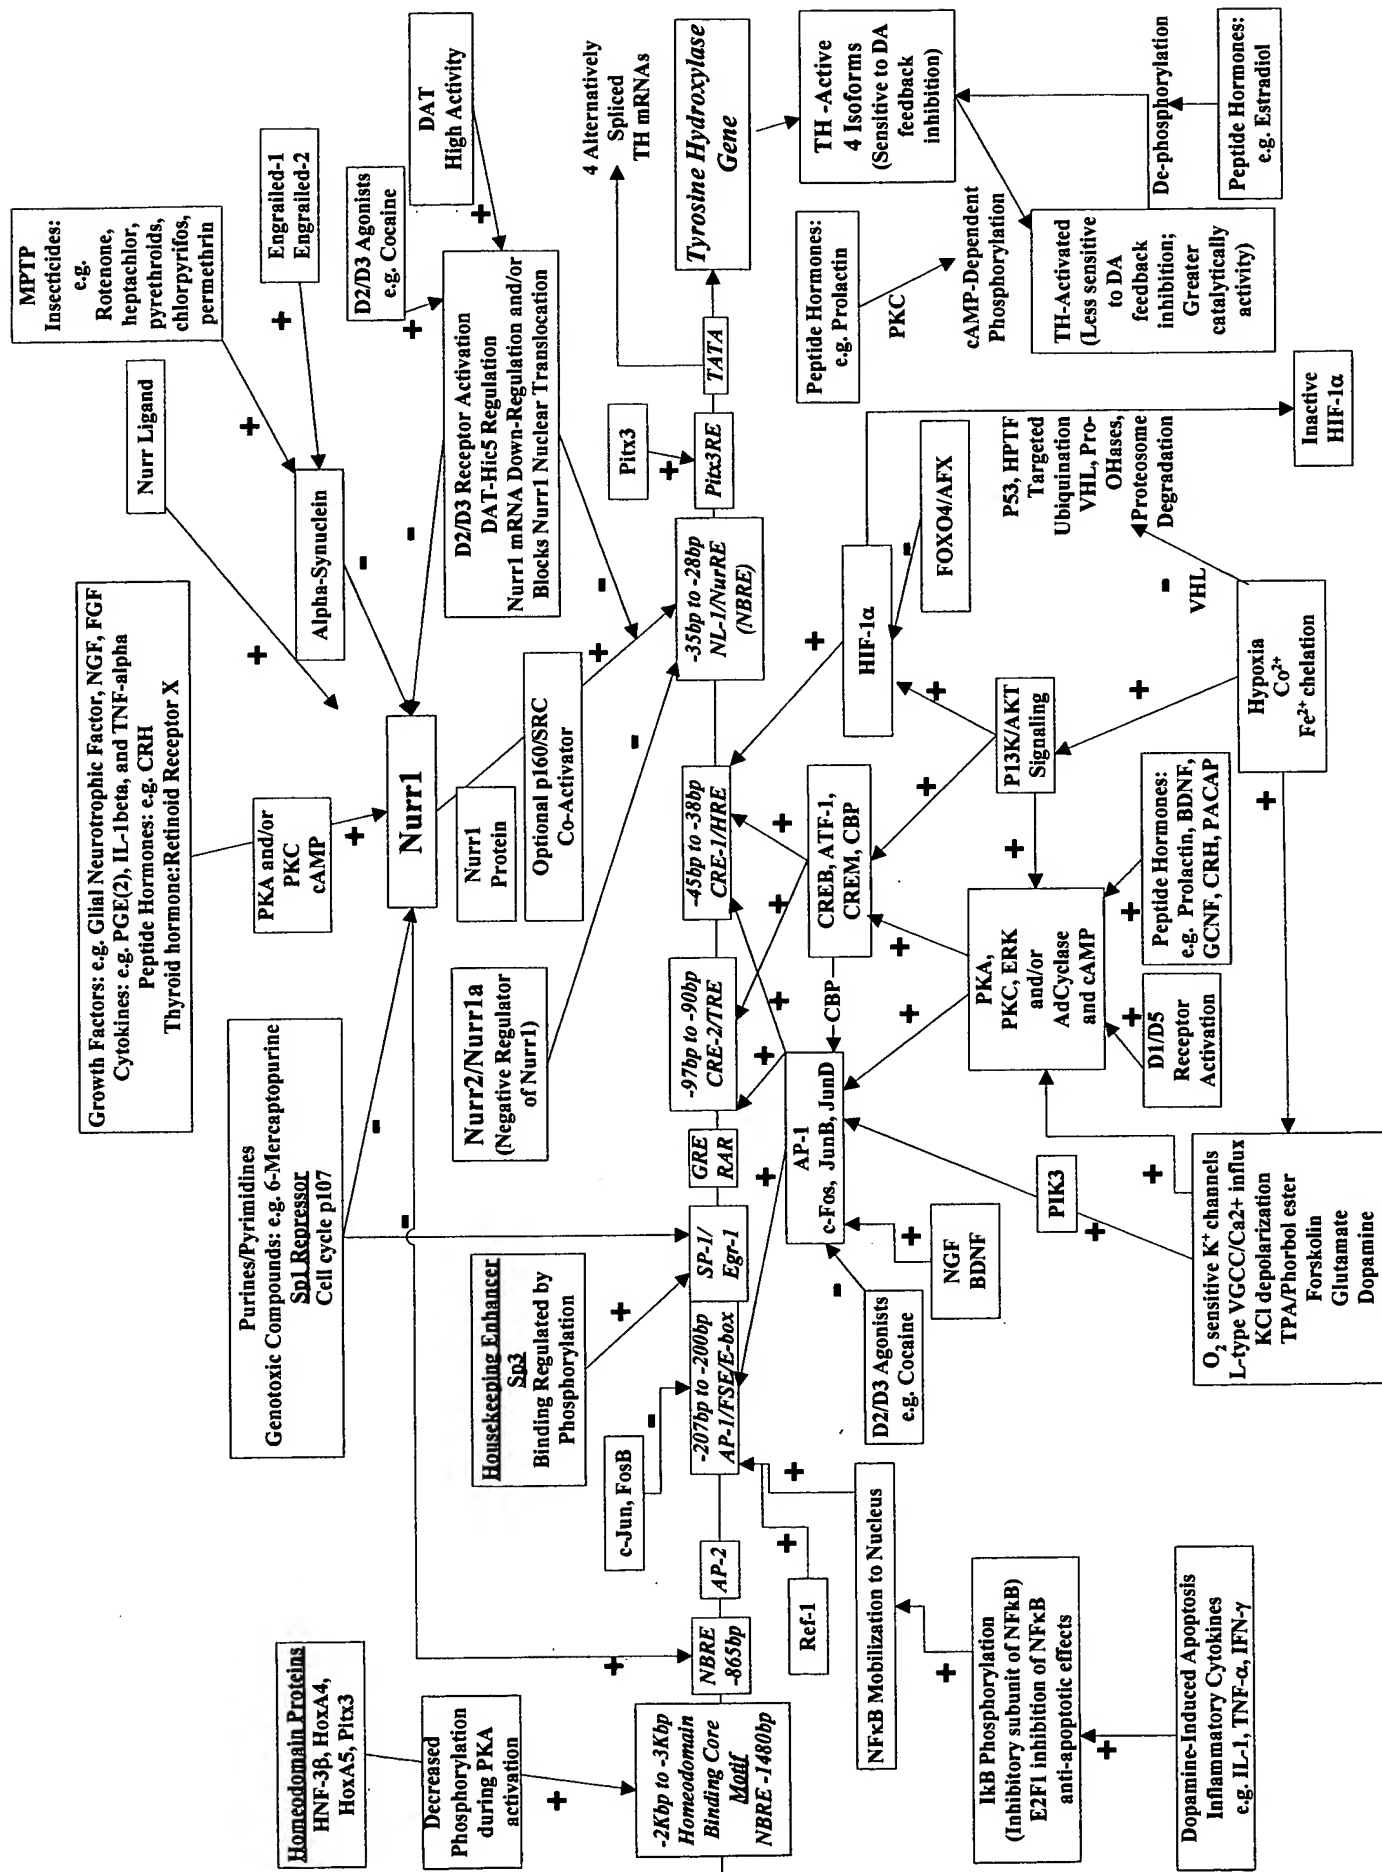 Homeodomain Proteins
HNF-3β, HoxA4,
HoxA5, Pitx3
Decreased
Phosphorylation
during PKA
activation
+
-2Kbp to -3Kbp
Homeodomain
Binding Core
Motif
NBRE -1480bp
NBRE
-865bp
+
AP-2
-207bp to -200bp
AP-1/FSE/E-box
SP-1/
Egr-1
GRE
RAR
-97bp to -90bp
CRE-2/TRE
-45bp to -38bp
CRE-1/HRE
-35bp to -28bp
NL-1/NurRE
(NBRE)
Pitx3RE
TATA
Tyrosine Hydroxylase
Gene
4 Alternatively
Spliced
TH mRNAs
Pitx3
+
Purines/Pyrimidines
Genotoxic Compounds: e.g. 6-Mercaptopurine
Sp1 Repressor
Cell cycle p107
-
-
Housekeeping Enhancer
Sp3
Binding Regulated by
Phosphorylation
+
c-Jun, FosB
-
Growth Factors: e.g. Glial Neurotrophic Factor, NGF, FGF
Cytokines: e.g. PGE(2), IL-1beta, and TNF-alpha
Peptide Hormones: e.g. CRH
Thyroid hormone:Retinoid Receptor X
PKA and/or
PKC
cAMP
+
Nurr1
Nurr1
Protein
Optional p160/SRC
Co-Activator
+
Nurr2/Nurr1a
(Negative Regulator
of Nurr1)
-
Nurr Ligand
+
MPTP
Insecticides:
e.g.
Rotenone,
heptachlor,
pyrethroids,
chlorpyrifos,
permethrin
+
Engrailed-1
Engrailed-2
+
Alpha-Synuclein
-
D2/D3 Agonists
e.g. Cocaine
+
DAT
High Activity
+
D2/D3 Receptor Activation
DAT-Hic5 Regulation
Nurr1 mRNA Down-Regulation and/or
Blocks Nurr1 Nuclear Translocation
-
-
Ref-1
+
+
NFκB Mobilization to Nucleus
+
IkB Phosphorylation
(Inhibitory subunit of NFkB)
E2F1 inhibition of NFκB
anti-apoptotic effects
+
Dopamine-Induced Apoptosis
Inflammatory Cytokines
e.g. IL-1, TNF-α, IFN-γ
AP-1
c-Fos, JunB, JunD
+
+
+
CBP
CREB, ATF-1,
CREM, CBP
+
+
D2/D3 Agonists
e.g. Cocaine
-
NGF
BDNF
+
PIK3
+
PKA,
PKC, ERK
and/or
AdCyclase
and cAMP
+
+
D1/D5
Receptor
Activation
+
Peptide Hormones:
e.g. Prolactin, BDNF,
GCNF, CRH, PACAP
+
P13K/AKT
Signaling
+
+
+
HIF-1α
+
FOXO4/AFX
-
O2 sensitive K+ channels
L-type VGCC/Ca2+ influx
KCl depolarization
TPA/Phorbol ester
Forskolin
Glutamate
Dopamine
+
Hypoxia
Co2+
Fe2+ chelation
+
+
-
VHL
P53, HPTF
Targeted
Ubiquination
VHL, Pro-
OHases,
Proteosome
Degradation
Inactive
HIF-1α
Peptide Hormones:
e.g. Prolactin
PKC
cAMP-Dependent
Phosphorylation
TH -Active
4 Isoforms
(Sensitive to DA
feedback
inhibition)
TH-Activated
(Less sensitive
to DA
feedback
inhibition;
Greater
catalytically
activity)
De-phosphorylation
Peptide Hormones:
e.g. Estradiol